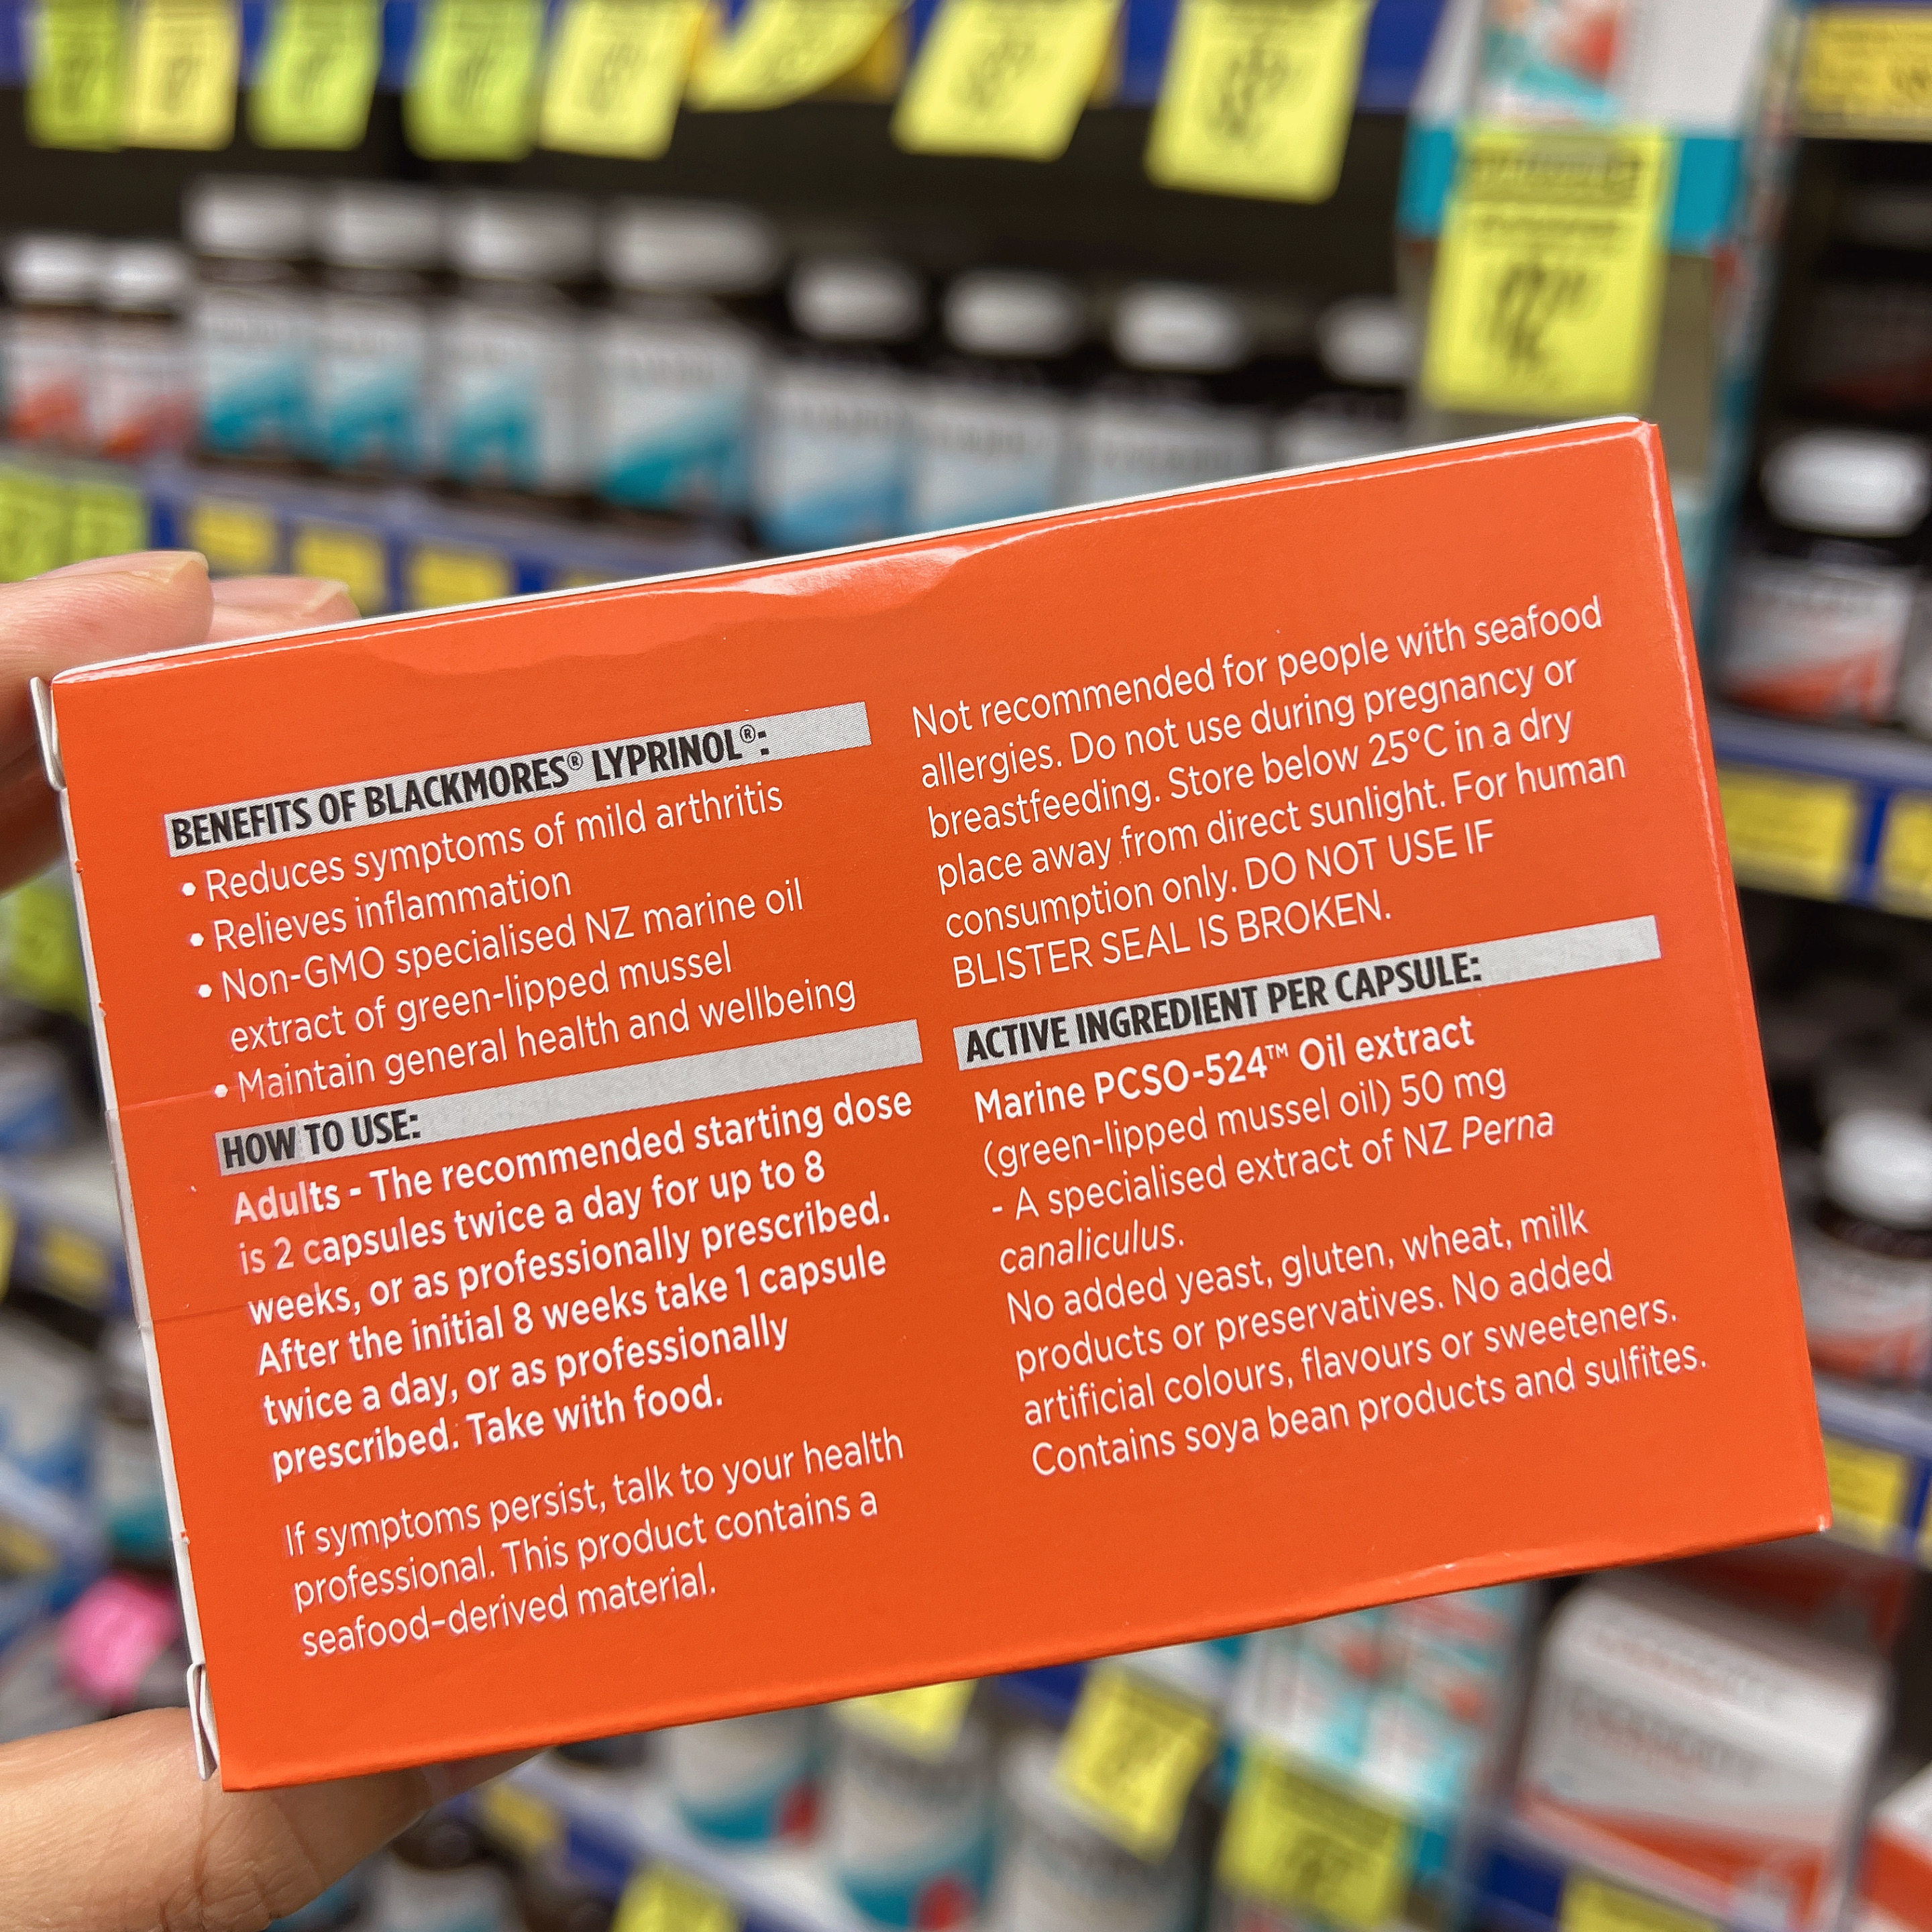 BENEFITS OF BLACKMORES® LYPRINOL®:
• Reduces symptoms of mild arthritis
• Relieves inflammation
• Non-GMO specialised NZ marine oil
extract of green-lipped mussel
• Maintain general health and wellbeing
HOW TO USE:
Adults - The recommended starting dose
is 2 capsules twice a day for up to 8
weeks, or as professionally prescribed.
After the initial 8 weeks take 1 capsule
twice a day, or as professionally
prescribed. Take with food.
If symptoms persist, talk to your health
professional. This product contains a
seafood-derived material.
Not recommended for people with seafood
allergies. Do not use during pregnancy or
breastfeeding. Store below 25°C in a dry
place away from direct sunlight. For human
consumption only. DO NOT USE IF
BLISTER SEAL IS BROKEN.
ACTIVE INGREDIENT PER CAPSULE:
Marine PCSO-524™ Oil extract
(green-lipped mussel oil) 50 mg
- A specialised extract of NZ Perna
canaliculus.
No added yeast, gluten, wheat, milk
products or preservatives. No added
artificial colours, flavours or sweeteners.
Contains soya bean products and sulfites.